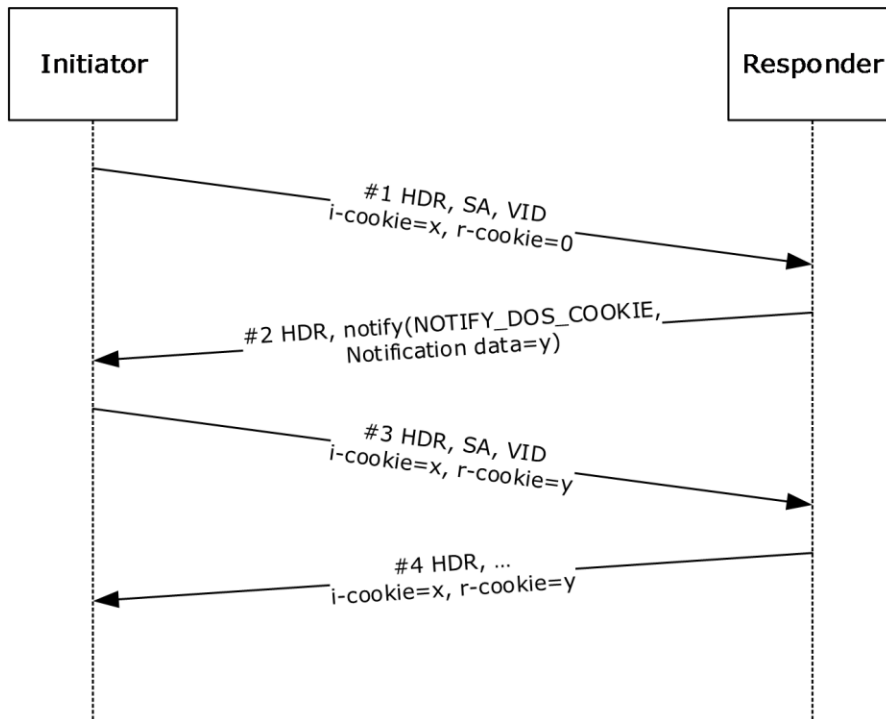 Initiator
Responder
#1 HDR, SA, VID
i-cookie=x, r-cookie=0
#2 HDR, notify(NOTIFY_DOS_COOKIE,
Notification data=y)
#3 HDR, SA, VID
i-cookie=x, r-cookie=y
#4 HDR, ...
i-cookie=x, r-cookie=y